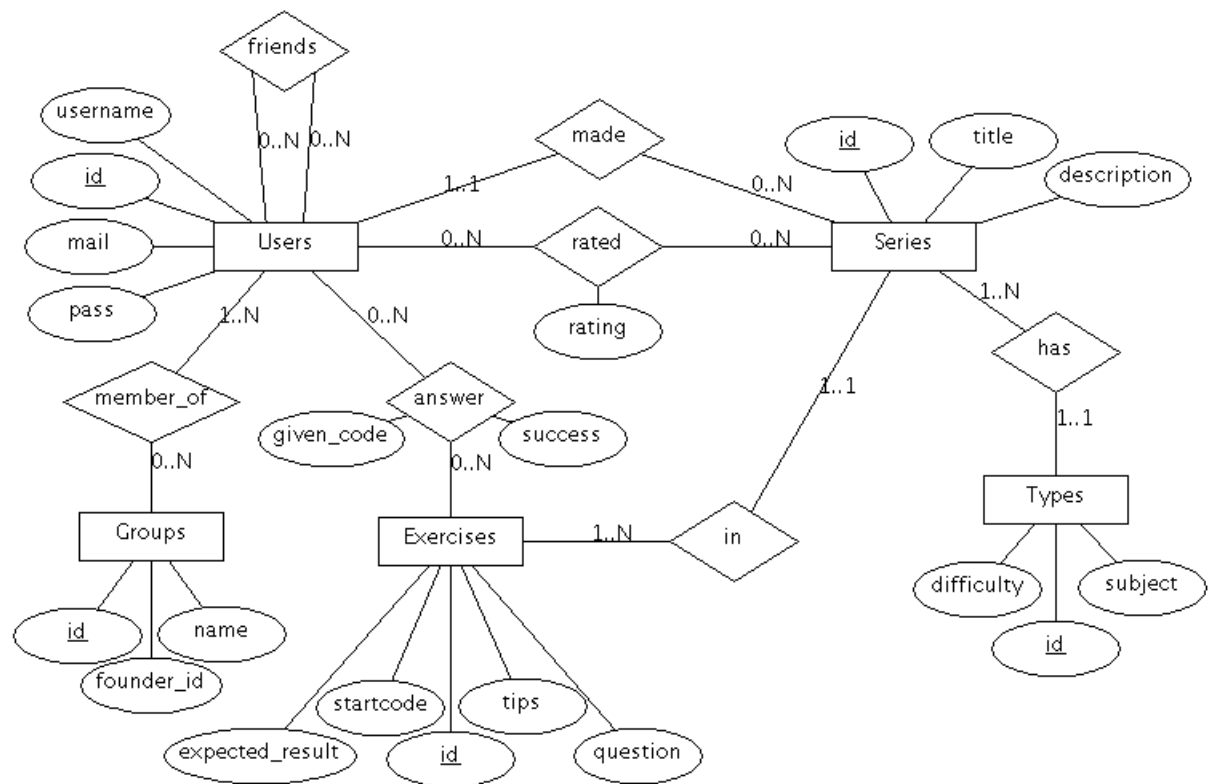 friends
username
0..N
0..N
made
id
title
id
description
1..1
0..N
mail
Users
0..N
rated
0..N
Series
pass
1..N
0..N
rating
1..N
has
member_of
answer
1..1
given_code
success
1..1
0..N
0..N
Types
Groups
Exercises
1..N
in
difficulty
subject
id
name
id
founder_id
startcode
tips
expected_result
id
question